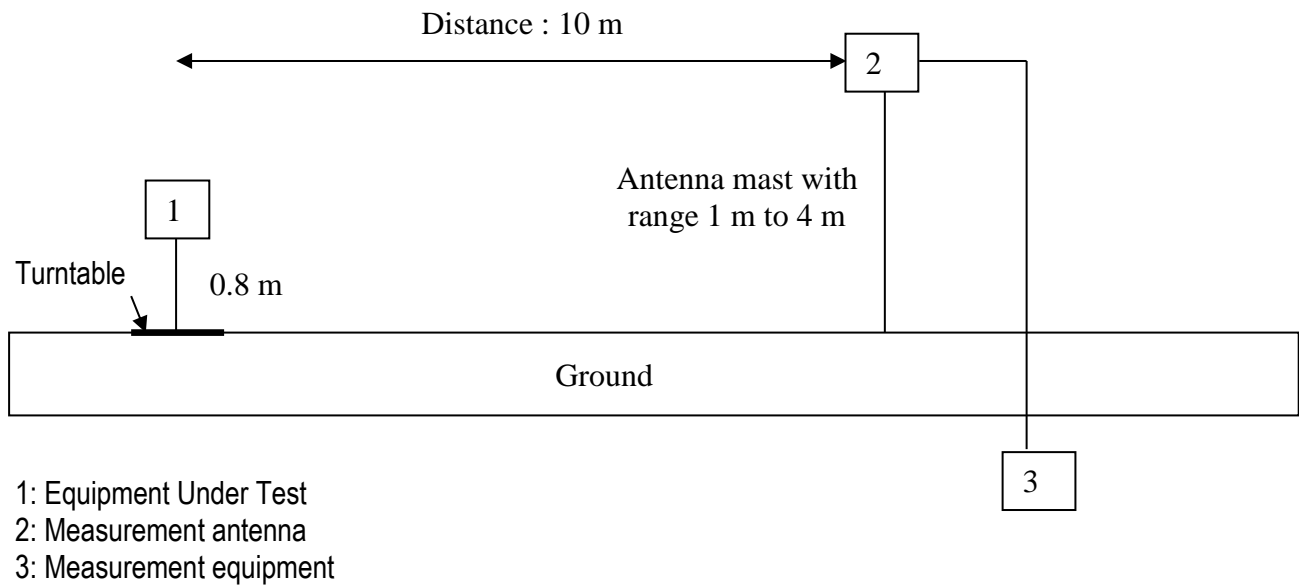 Distance : 10 m
2
Antenna mast with
range 1 m to 4 m
1
Turntable
0.8 m
Ground
3
1: Equipment Under Test
2: Measurement antenna
3: Measurement equipment